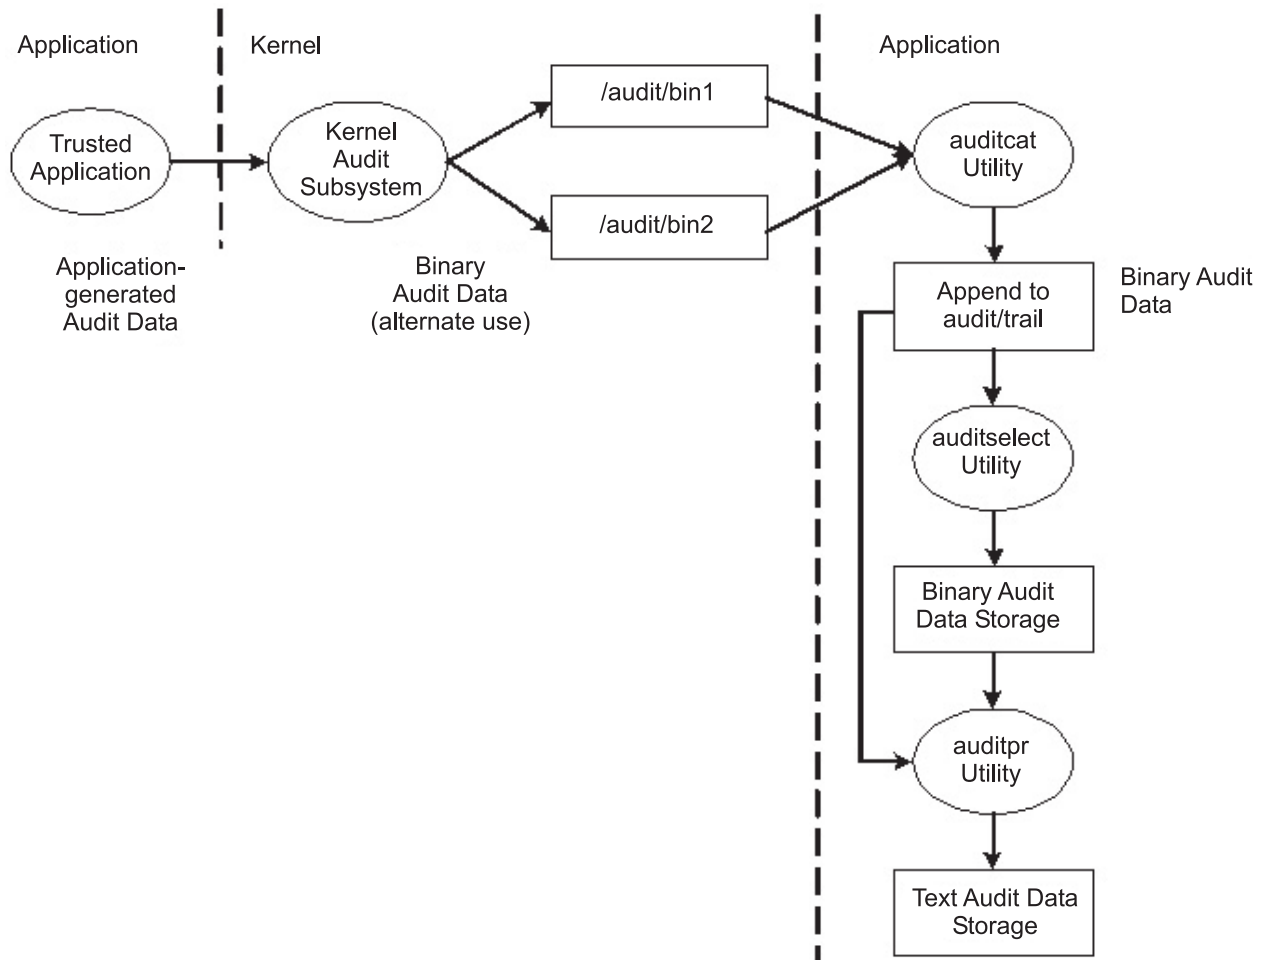 Application
Kernel
Application
Trusted
Application
Kernel
Audit
Subsystem
/audit/bin1
/audit/bin2
auditcat
Utility
Application-
generated
Audit Data
Binary
Audit Data
(alternate use)
Append to
audit/trail
Binary Audit
Data
auditselect
Utility
Binary Audit
Data Storage
auditpr
Utility
Text Audit Data
Storage